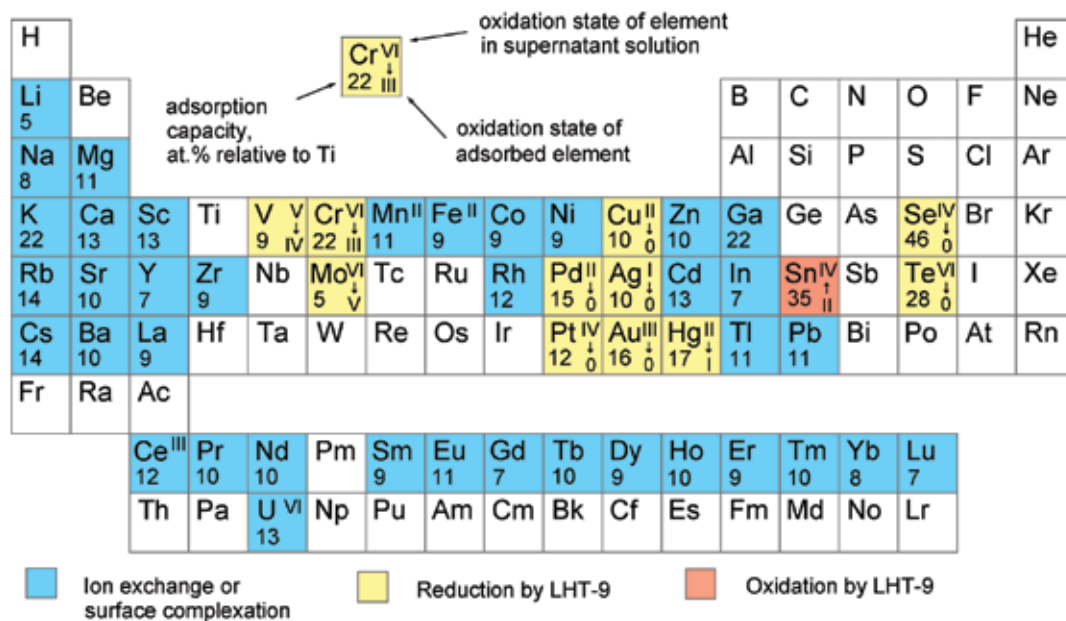 H He
Cr VI ↓
22 III
oxidation state of element
in supernatant solution
adsorption
capacity,
at.% relative to Ti
oxidation state of
adsorbed element
Li Be B C N O F Ne
5
Na Mg Al Si P S Cl Ar
8 11
K Ca Sc Ti V V Cr VI Mn II Fe II Co Ni Cu II Zn Ga Ge As Se IV Br Kr
22 13 13 9 ↓ IV 22 ↓ III 11 9 9 9 10 ↓ 0 10 22 46 ↓ 0
Rb Sr Y Zr Nb Mo VI Tc Ru Rh Pd II Ag I Cd In Sn IV Sb Te VI I Xe
14 10 7 9 5 ↓ V 12 15 ↓ 0 10 ↓ 0 13 7 35 ↑ II 28 ↓ 0
Cs Ba La Hf Ta W Re Os Ir Pt IV Au III Hg II Tl Pb Bi Po At Rn
14 10 9 12 ↓ 0 16 ↓ 0 17 ↓ I 11 11
Fr Ra Ac
Ce III Pr Nd Pm Sm Eu Gd Tb Dy Ho Er Tm Yb Lu
12 10 10 9 11 7 10 9 10 9 10 8 7
Th Pa U VI Np Pu Am Cm Bk Cf Es Fm Md No Lr
13
Ion exchange or
surface complexation
Reduction by LHT-9
Oxidation by LHT-9